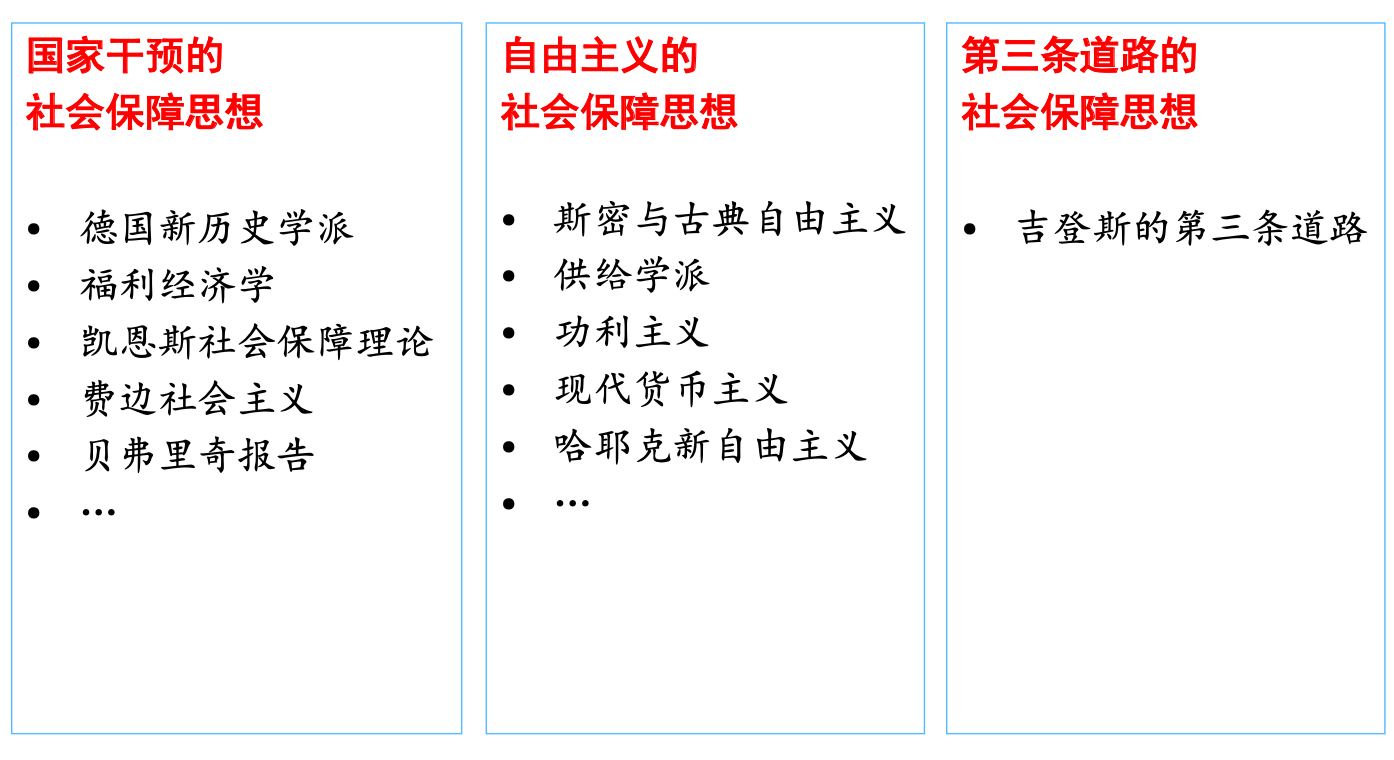 国家干预的
社会保障思想
• 德国新历史学派
• 福利经济学
• 凯恩斯社会保障理论
• 费边社会主义
• 贝弗里奇报告
• …
自由主义的
社会保障思想
• 斯密与古典自由主义
• 供给学派
• 功利主义
• 现代货币主义
• 哈耶克新自由主义
• …
第三条道路的
社会保障思想
• 吉登斯的第三条道路